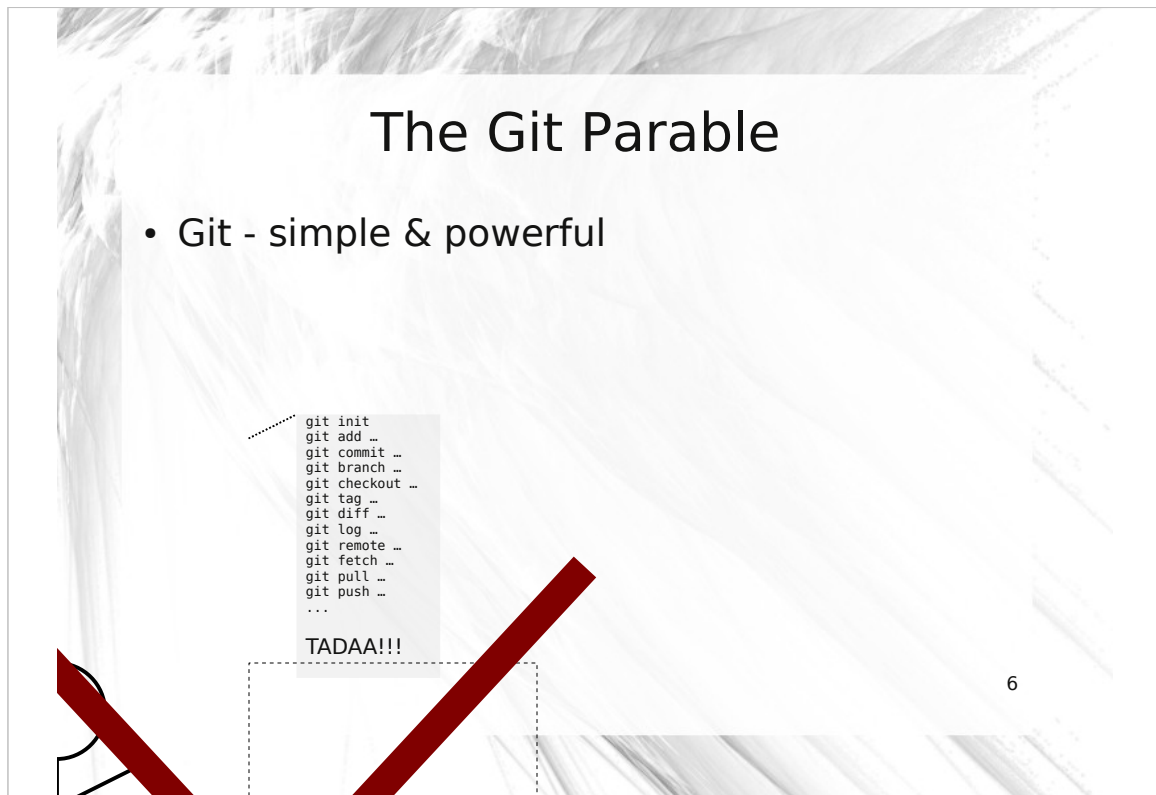 The Git Parable
• Git - simple & powerful
git init
git add …
git commit …
git branch …
git checkout …
git tag …
git diff …
git log …
git remote …
git fetch …
git pull …
git push …
...
TADAA!!!
6